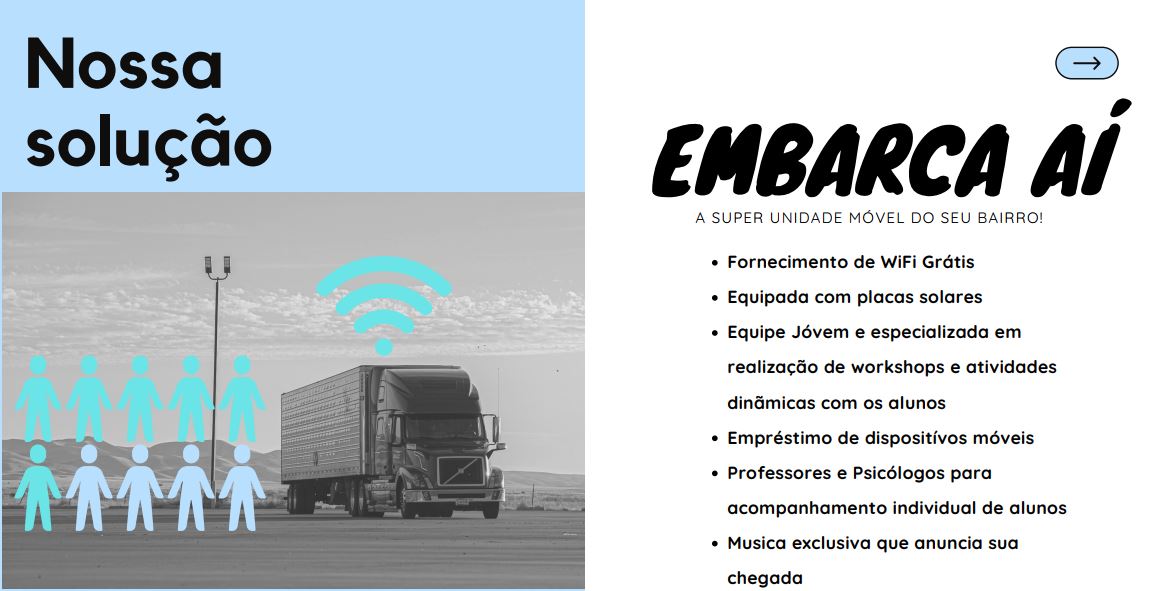 Nossa
solução
EMBARCA AÍ
A SUPER UNIDADE MÓVEL DO SEU BAIRRO!
• Fornecimento de WiFi Grátis
• Equipada com placas solares
• Equipe Jóvem e especializada em
realização de workshops e atividades
dinãmicas com os alunos
• Empréstimo de dispositívos móveis
• Professores e Psicólogos para
acompanhamento individual de alunos
• Musica exclusiva que anuncia sua
chegada